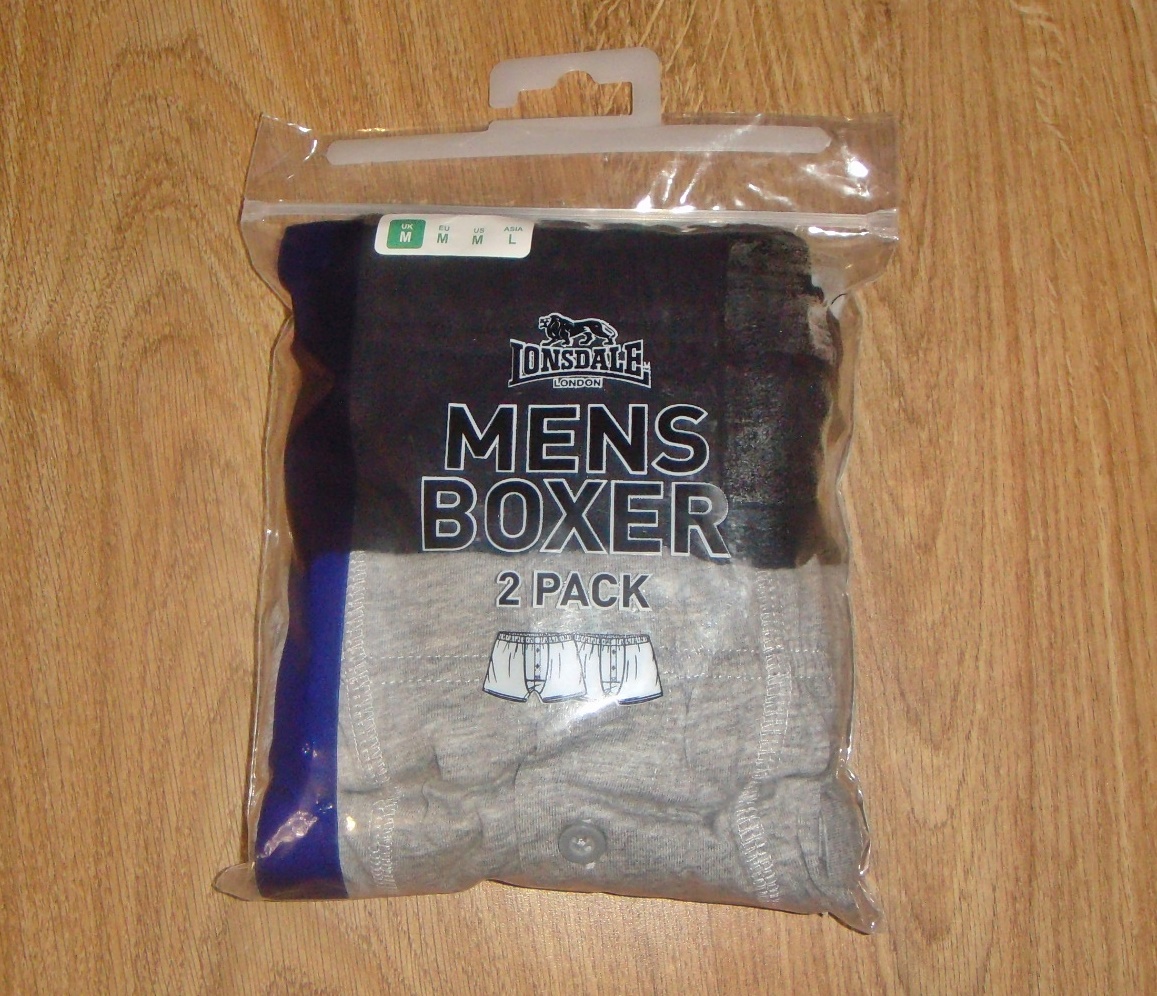 UK EU US ASIA
M M M L
LONSDALE
LONDON
MENS
BOXER
2 PACK